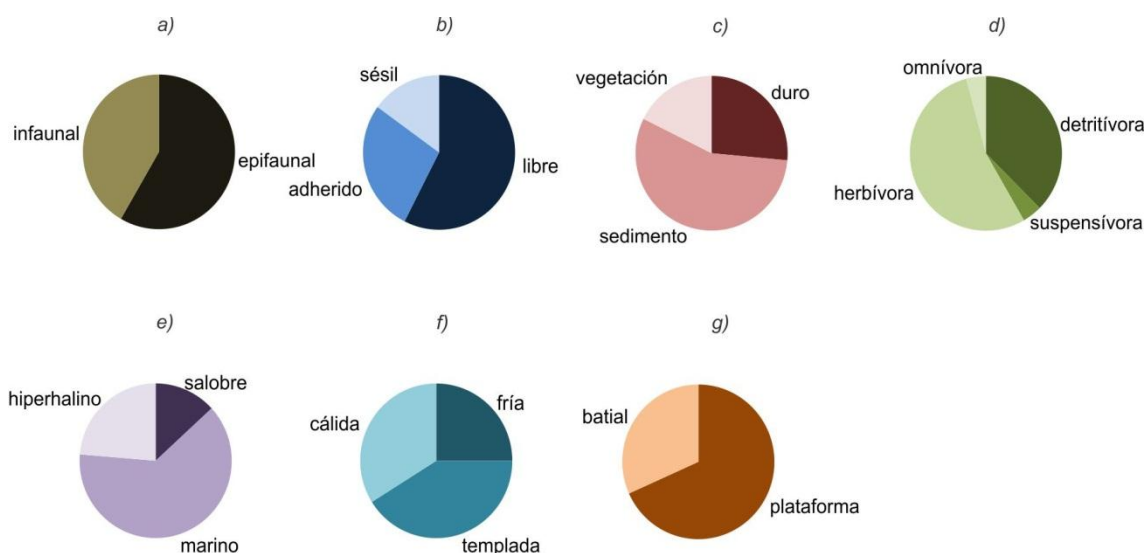 a)
b)
c)
d)
infaunal
epifaunal
sésil
adherido
libre
vegetación
duro
sedimento
omnívora
detritívora
herbívora
suspensívora
e)
f)
g)
hiperhalino
salobre
marino
cálida
fría
templada
batial
plataforma